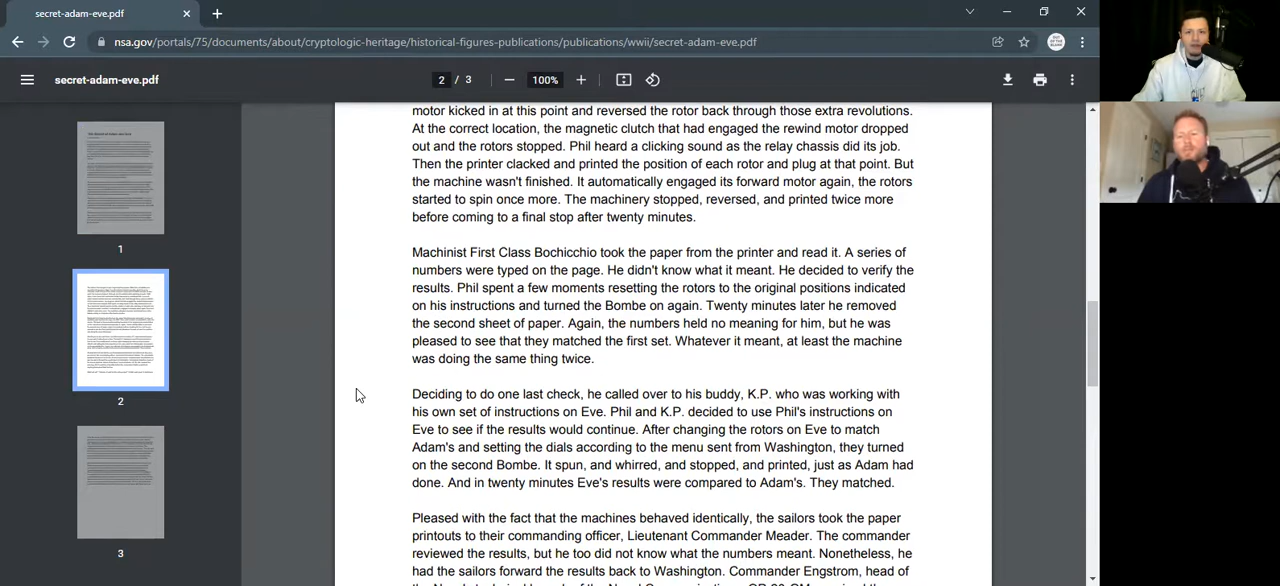 secret-adam-eve.pdf
nsa.gov/portals/75/documents/about/cryptologic-heritage/historical-figures-publications/publications/wwii/secret-adam-eve.pdf
secret-adam-eve.pdf
2 / 3
100%
1
2
3
motor kicked in at this point and reversed the rotor back through those extra revolutions.
At the correct location, the magnetic clutch that had engaged the rewind motor dropped
out and the rotor stopped. Phil heard a clicking sound as the relay chassis did its job.
Then the printer clacked and printed the position of each rotor and plug at that point. But
the machine wasn't finished. It automatically engaged its forward motor again, the rotors
started to spin once more. The machinery stopped, reversed, and printed twice more
before coming to a final stop after twenty minutes.
Machinist First Class Bochicchio took the paper from the printer and read it. A series of
numbers were typed on the page. He didn't know what it meant. He decided to verify the
results. Phil spent a few moments resetting the rotors to the original positions indicated
on his instructions and turned the Bombe on again. Twenty minutes later he removed
the second sheet of paper. Again, the numbers held no meaning for him, but he was
pleased to see that they matched the first set. Whatever it meant, at least the machine
was doing the same thing twice.
Deciding to do one last check, he called over to his buddy, K.P. who was working with
his own set of instructions on Eve. Phil and K.P. decided to use Phil's instructions on
Eve to see if the results would continue. After changing the rotors on Eve to match
Adam's and setting the dials according to the menu sent from Washington, they turned
on the second Bombe. It spun, and whirred, and stopped, and printed, just as Adam had
done. And in twenty minutes Eve's results were compared to Adam's. They matched.
Pleased with the fact that the machines behaved identically, the sailors took the paper
printouts to their commanding officer, Lieutenant Commander Meader. The commander
reviewed the results, but he too did not know what the numbers meant. Nonetheless, he
had the sailors forward the results back to Washington. Commander Engstrom, head of